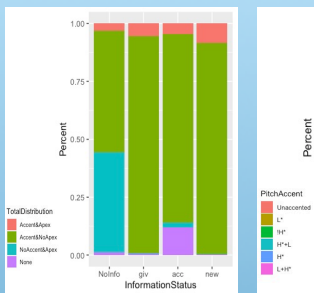 1.00
0.75
0.50
0.25
0.00
Percent
NoInfo giv acc new
InformationStatus
TotalDistribution
Accent&Apex
Accent&NoApex
NoAccent&Apex
None
Percent
PitchAccent
Unaccented
L*
!H*
H*+L
H*
L+H*